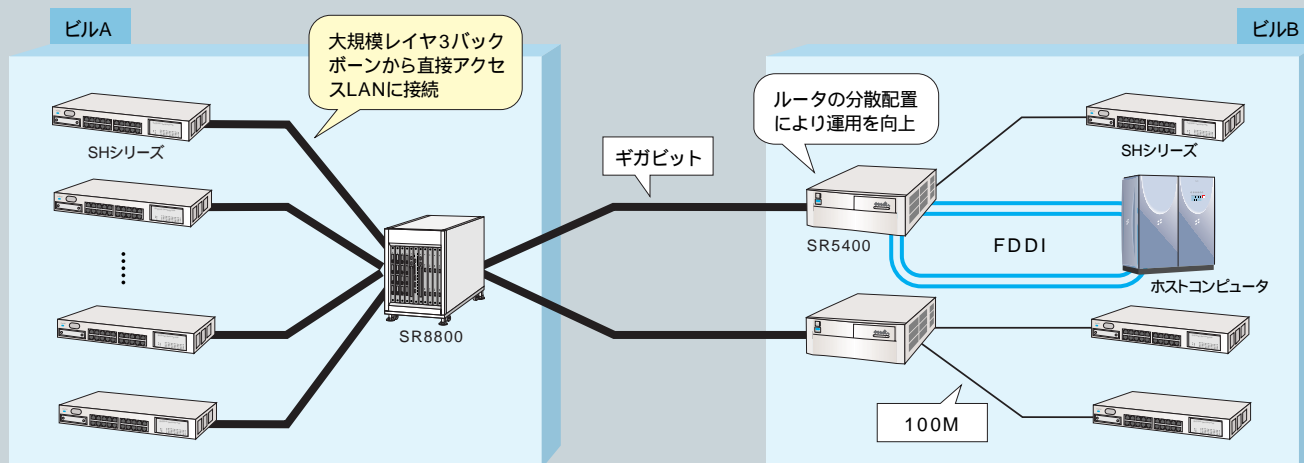 ビルA
大規模レイヤ3バック
ボーンから直接アクセ
スLANに接続
SHシリーズ
SR8800
ギガビット
ビルB
ルータの分散配置
により運用を向上
SHシリーズ
SR5400
FDDI
ホストコンピュータ
100M